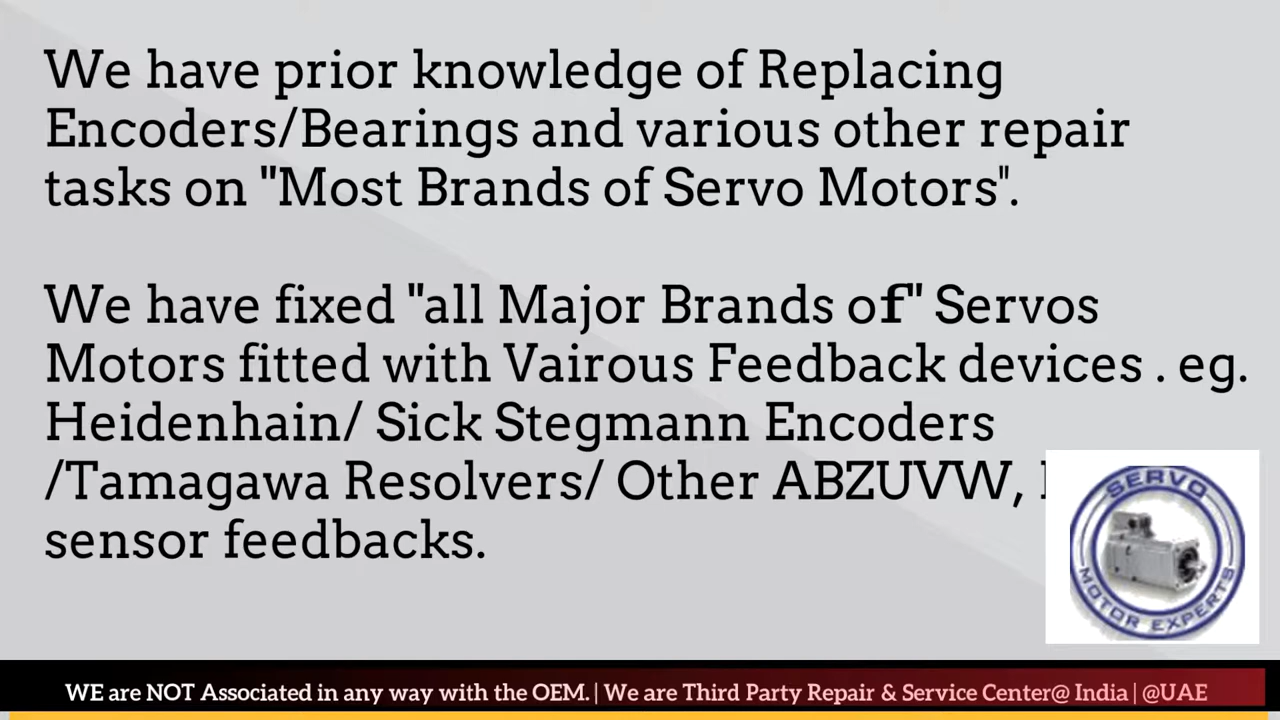 We have prior knowledge of Replacing
Encoders/Bearings and various other repair
tasks on "Most Brands of Servo Motors".
We have fixed "all Major Brands of" Servos
Motors fitted with Vairous Feedback devices . eg.
Heidenhain/ Sick Stegmann Encoders
/Tamagawa Resolvers/ Other ABZUVW,
sensor feedbacks.
SERVO
MOTOR EXPERTS
WE are NOT Associated in any way with the OEM. | We are Third Party Repair & Service Center@ India | @UAE